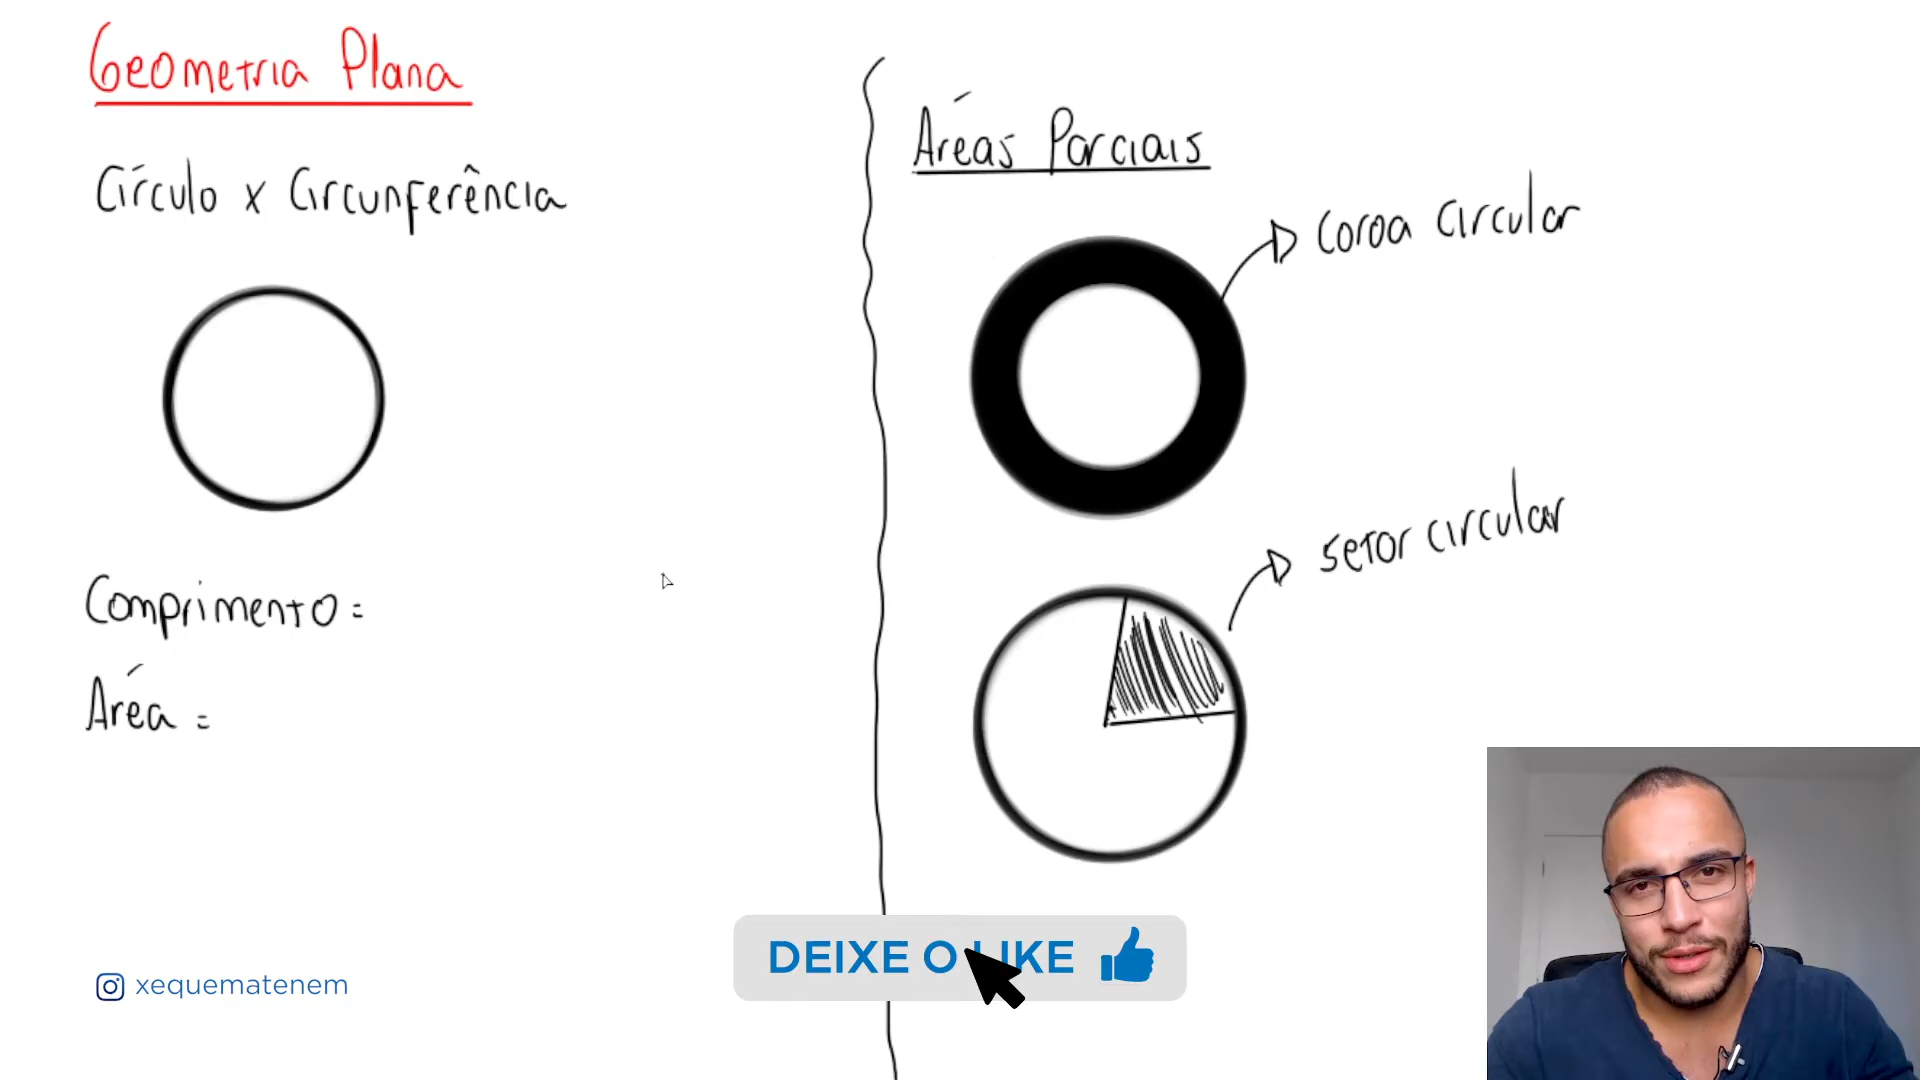 Geometria Plana
Círculo x Circunferência
Comprimento =
Área =
Áreas Parciais
coroa circular
setor circular
DEIXE O LIKE
xequematenem